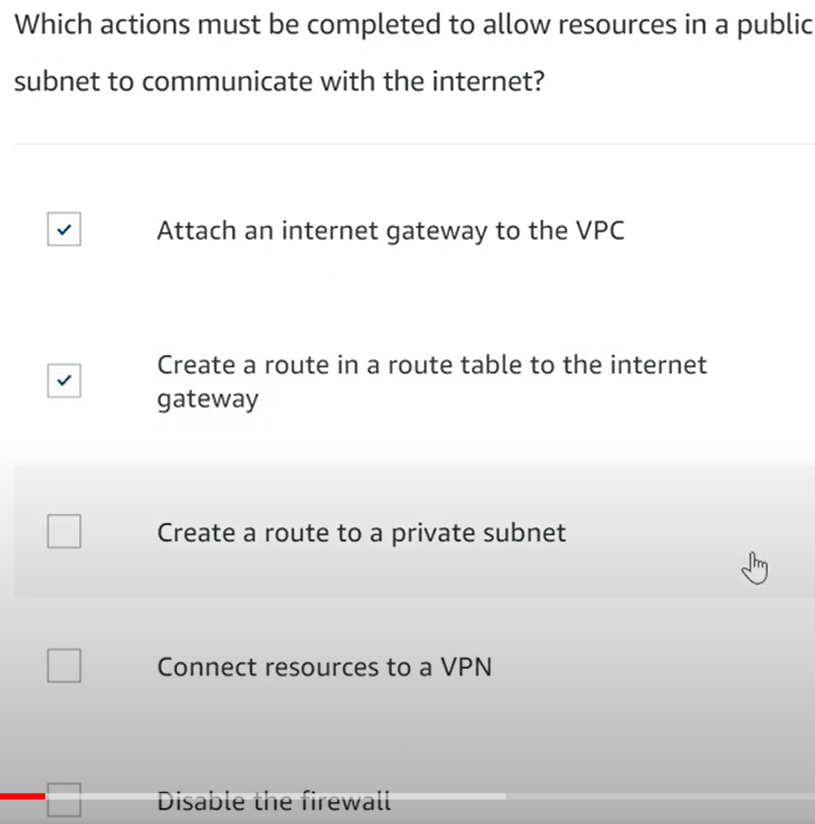 Which actions must be completed to allow resources in a public
subnet to communicate with the internet?
Attach an internet gateway to the VPC
Create a route in a route table to the internet
gateway
Create a route to a private subnet
Connect resources to a VPN
Disable the firewall